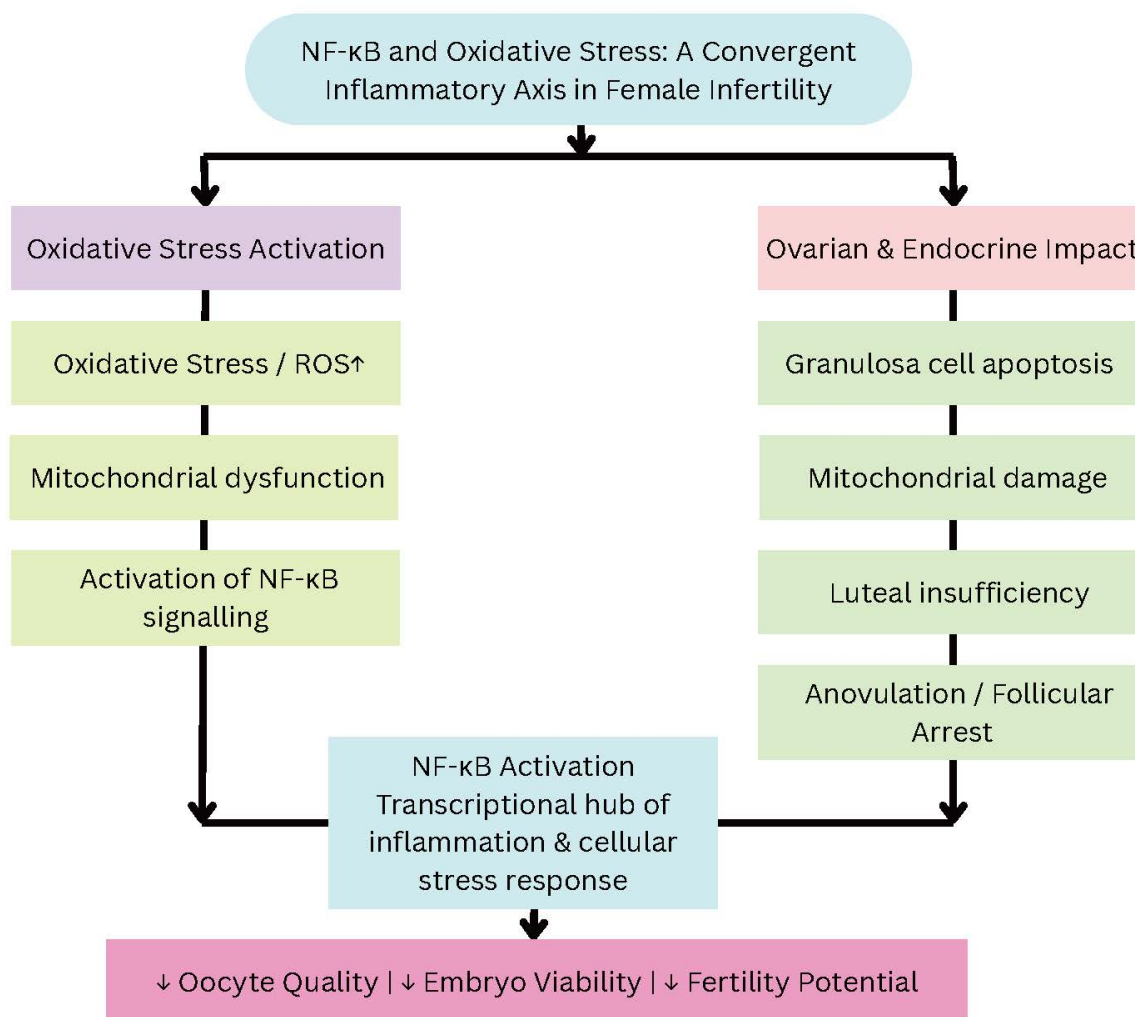 NF-κB and Oxidative Stress: A Convergent
Inflammatory Axis in Female Infertility
Oxidative Stress Activation
Oxidative Stress / ROS↑
Mitochondrial dysfunction
Activation of NF-κB
signalling
Ovarian & Endocrine Impact
Granulosa cell apoptosis
Mitochondrial damage
Luteal insufficiency
Anovulation / Follicular
Arrest
NF-κB Activation
Transcriptional hub of
inflammation & cellular
stress response
↓ Oocyte Quality | ↓ Embryo Viability | ↓ Fertility Potential